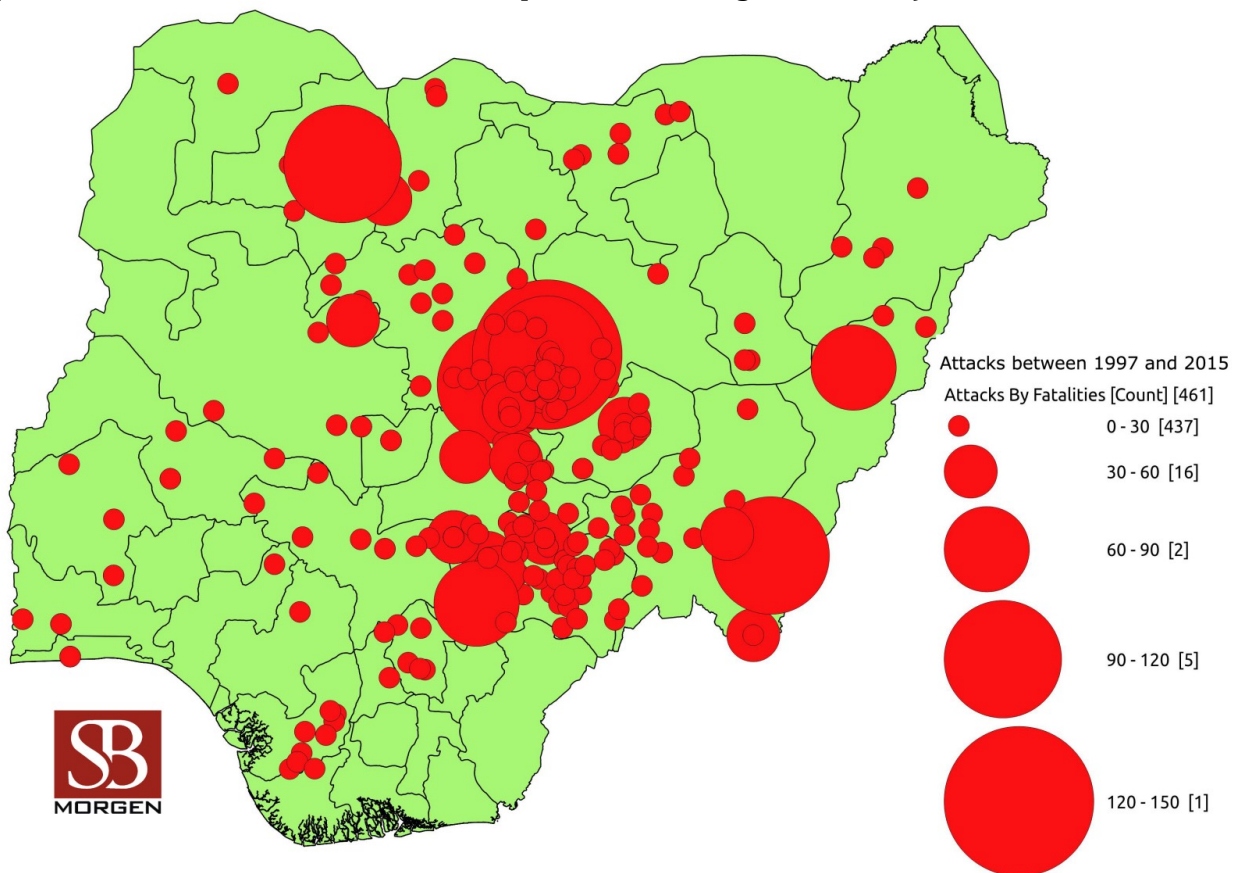 Attacks between 1997 and 2015
Attacks By Fatalities [Count] [461]
0 - 30 [437]
30 - 60 [16]
60 - 90 [2]
90 - 120 [5]
120 - 150 [1]
SB
MORGEN